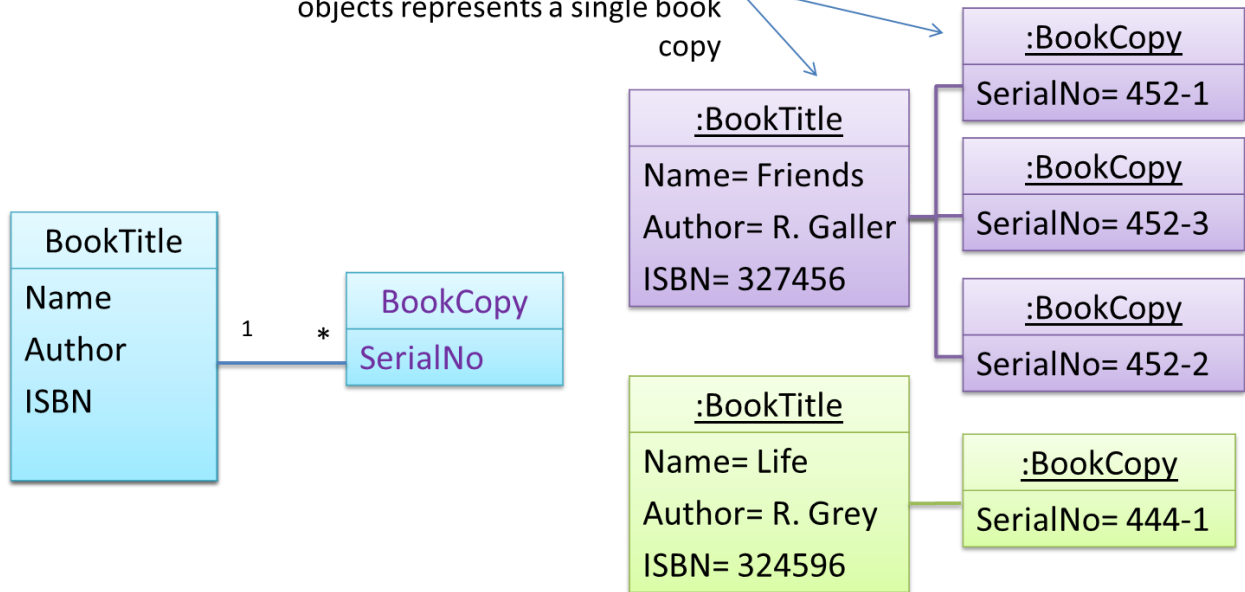 objects represents a single book
copy
BookTitle
Name
Author
ISBN
1
*
BookCopy
SerialNo
:BookTitle
Name= Friends
Author= R. Galler
ISBN= 327456
:BookCopy
SerialNo= 452-1
:BookCopy
SerialNo= 452-3
:BookCopy
SerialNo= 452-2
:BookTitle
Name= Life
Author= R. Grey
ISBN= 324596
:BookCopy
SerialNo= 444-1